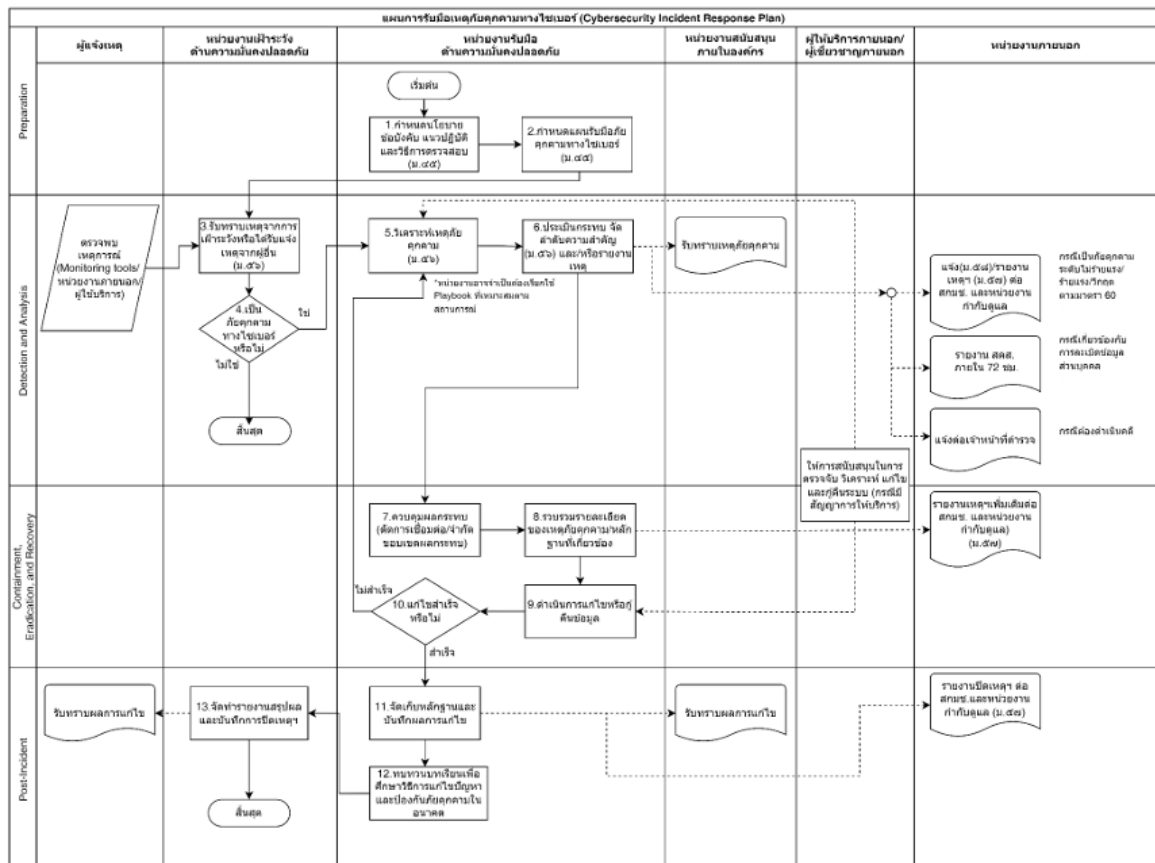 แผนการรับมือเหตุภัยคุกคามทางไซเบอร์ (Cybersecurity Incident Response Plan)
ผู้แจ้งเหตุ
หน่วยงานเฝ้าระวัง
ด้านความมั่นคงปลอดภัย
หน่วยงานรับมือ
ด้านความมั่นคงปลอดภัย
หน่วยงานสนับสนุน
ภายในองค์กร
ผู้ให้บริการภายนอก/
ผู้เชี่ยวชาญภายนอก
หน่วยงานภายนอก
Preparation
เริ่มต้น
1.กำหนดนโยบาย
ข้อบังคับ แนวปฏิบัติ
และวิธีการตรวจสอบ
(ม.๔๕)
2.กำหนดแผนรับมือภัย
คุกคามทางไซเบอร์
(ม.๔๕)
Detection and Analysis
ตรวจพบ
เหตุการณ์
(Monitoring tools/
หน่วยงานภายนอก/
ผู้ใช้บริการ)
3.รับทราบเหตุจากการ
เฝ้าระวังหรือได้รับแจ้ง
เหตุจากผู้อื่น
(ม.๕๖)
4.เป็น
ภัยคุกคาม
ทางไซเบอร์
หรือไม่
ใช่
ไม่ใช่
สิ้นสุด
5.วิเคราะห์เหตุภัย
คุกคาม
(ม.๕๖)
6.ประเมินกระทบ จัด
ลำดับความสำคัญ
(ม.๕๖) และ/หรือรายงาน
เหตุ
*หน่วยงานอาจจำเป็นต้องเรียกใช้
Playbook ที่เหมาะสมตาม
สถานการณ์
รับทราบเหตุภัยคุกคาม
แจ้ง(ม.๕๘)/รายงาน
เหตุฯ (ม.๕๗) ต่อ
สกมช. และหน่วยงาน
กำกับดูแล
กรณีเป็นภัยคุกคาม
ระดับไม่ร้ายแรง/
ร้ายแรง/วิกฤต
ตามมาตรา 60
รายงาน สคส.
ภายใน 72 ชม.
กรณีเกี่ยวข้องกับ
การละเมิดข้อมูล
ส่วนบุคคล
แจ้งต่อเจ้าหน้าที่ตำรวจ
กรณีต้องดำเนินคดี
ให้การสนับสนุนในการ
ตรวจจับ วิเคราะห์ แก้ไข
และกู้คืนระบบ (กรณีมี
สัญญาการให้บริการ)
Containment,
Eradication, and Recovery
7.ควบคุมผลกระทบ
(ตัดการเชื่อมต่อ/จำกัด
ขอบเขตผลกระทบ)
8.รวบรวมรายละเอียด
ของเหตุภัยคุกคาม/หลัก
ฐานที่เกี่ยวข้อง
รายงานเหตุฯเพิ่มเติมต่อ
สกมช. และหน่วยงาน
กำกับดูแล)
(ม.๕๗)
ไม่สำเร็จ
10.แก้ไขสำเร็จ
หรือไม่
9.ดำเนินการแก้ไขหรือกู้
คืนข้อมูล
สำเร็จ
Post-Incident
รับทราบผลการแก้ไข
13.จัดทำรายงานสรุปผล
และบันทึกการปิดเหตุฯ
11.จัดเก็บหลักฐานและ
บันทึกผลการแก้ไข
รับทราบผลการแก้ไข
รายงานปิดเหตุฯ ต่อ
สกมช.และหน่วยงาน
กำกับดูแล (ม.๕๗)
12.ทบทวนบทเรียนเพื่อ
ศึกษาวิธีการแก้ไขปัญหา
และป้องกันภัยคุกคามใน
อนาคต
สิ้นสุด